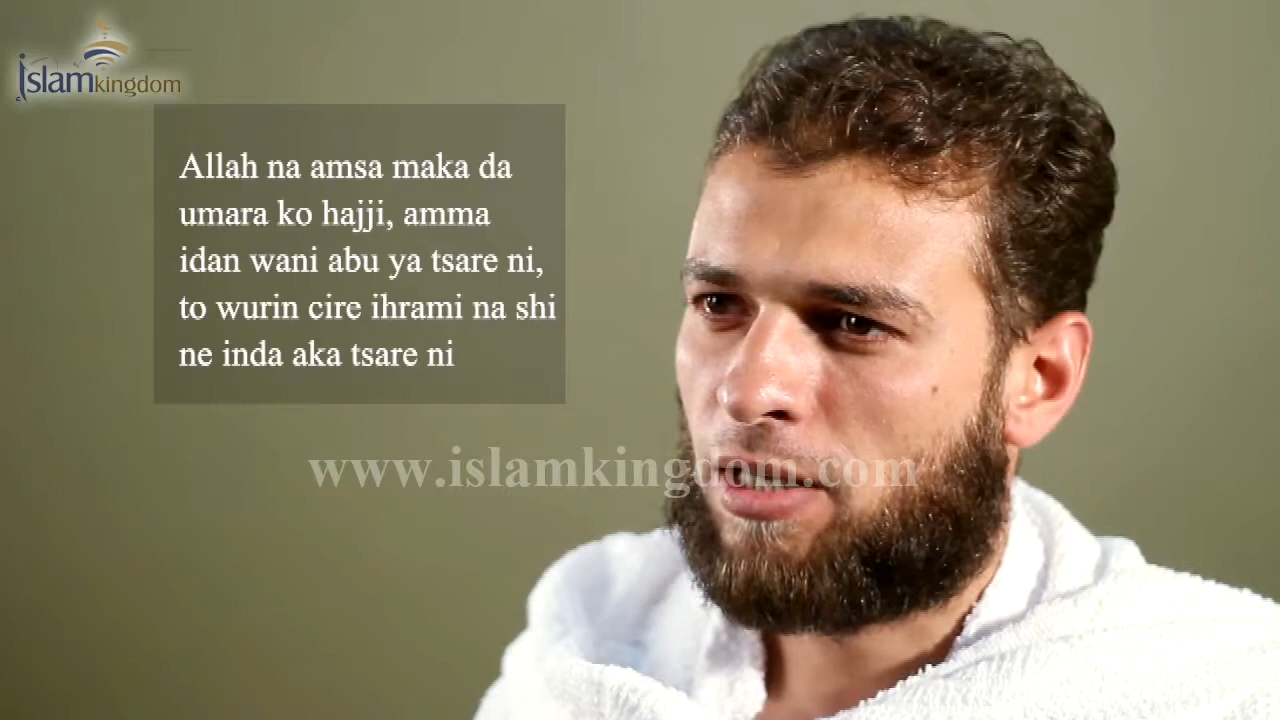 islamkingdom
Allah na amsa maka da
umara ko hajji, amma
idan wani abu ya tsare ni,
to wurin cire ihrami na shi
ne inda aka tsare ni
www.islamkingdom.com